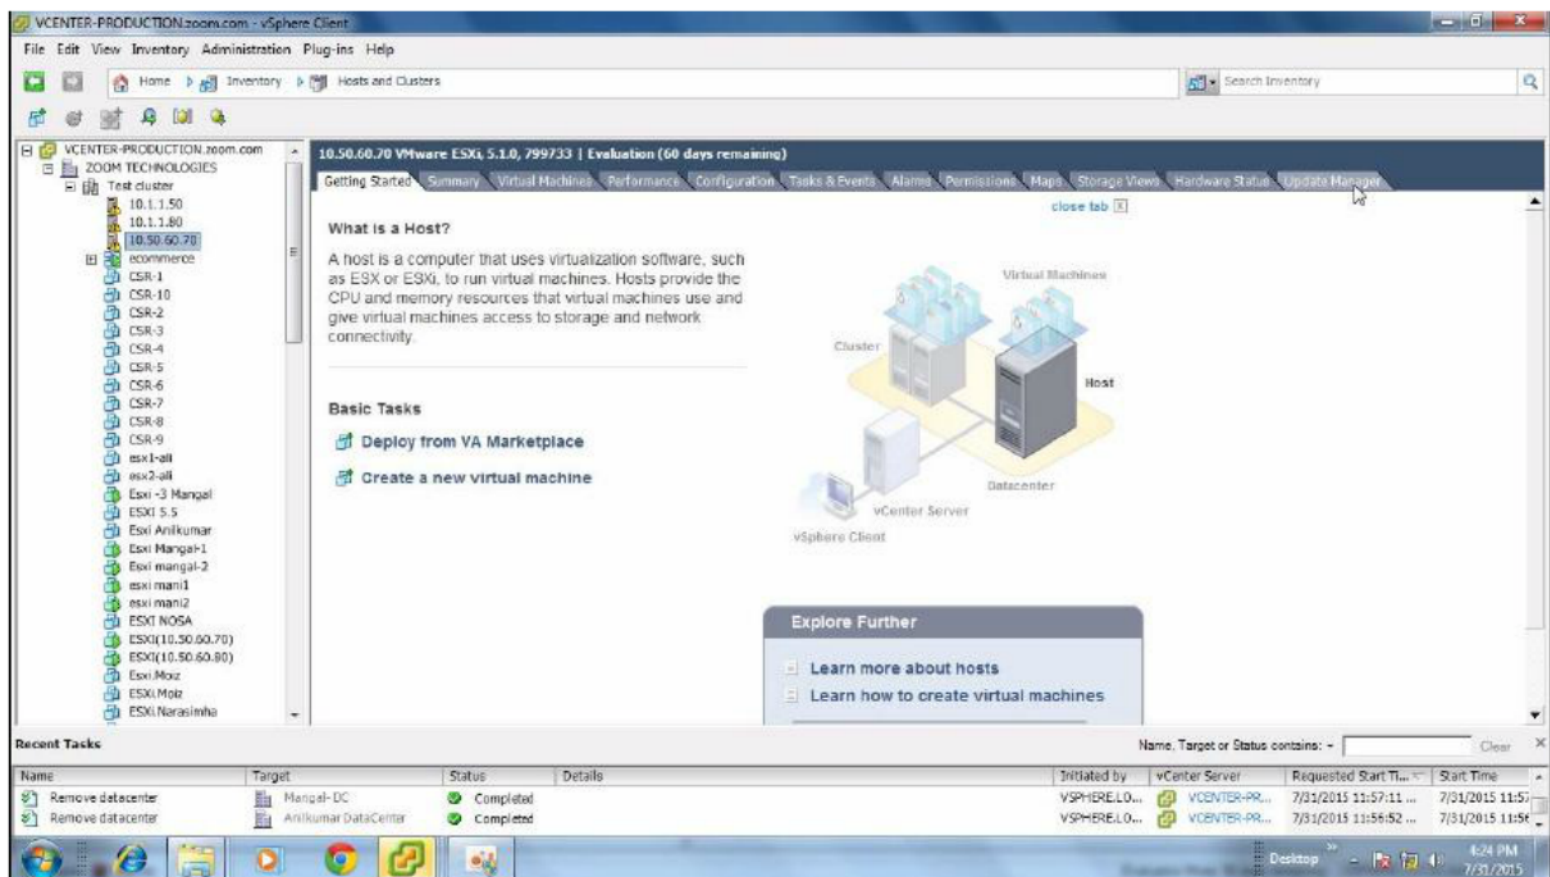 VCENTER-PRODUCTION.zoom.com - vSphere Client
File Edit View Inventory Administration Plug-ins Help
Home Inventory Hosts and Clusters
Search Inventory
VCENTER-PRODUCTION.zoom.com
ZOOM TECHNOLOGIES
Test cluster
10.1.1.50
10.1.1.80
10.50.60.70
ecommerce
CSR-1
CSR-10
CSR-2
CSR-3
CSR-4
CSR-5
CSR-6
CSR-7
CSR-8
CSR-9
esx1-ali
esx2-ali
Esxi -3 Mangal
ESXI 5.5
Esxi Anilkumar
Esxi Mangal-1
Esxi mangal-2
esxi mani1
esxi mani2
ESXI NOSA
ESXI(10.50.60.70)
ESXI(10.50.60.80)
Esxi.Moiz
ESXi.Moiz
ESXi.Narasimha
10.50.60.70 VMware ESXi, 5.1.0, 799733 | Evaluation (60 days remaining)
Getting Started Summary Virtual Machines Performance Configuration Tasks & Events Alarms Permissions Maps Storage Views Hardware Status Update Manager
close tab
What is a Host?
A host is a computer that uses virtualization software, such
as ESX or ESXi, to run virtual machines. Hosts provide the
CPU and memory resources that virtual machines use and
give virtual machines access to storage and network
connectivity.
Basic Tasks
Deploy from VA Marketplace
Create a new virtual machine
Virtual Machines
Cluster
Host
Datacenter
vCenter Server
vSphere Client
Explore Further
Learn more about hosts
Learn how to create virtual machines
Recent Tasks
Name, Target or Status contains:
Clear
Name Target Status Details Initiated by vCenter Server Requested Start Ti... Start Time
Remove datacenter Mangal-DC Completed VSPHERE.LO... VCENTER-PR... 7/31/2015 11:57:11 ... 7/31/2015 11:57
Remove datacenter Anilkumar DataCenter Completed VSPHERE.LO... VCENTER-PR... 7/31/2015 11:56:52 ... 7/31/2015 11:56
Desktop
4:24 PM
7/31/2015